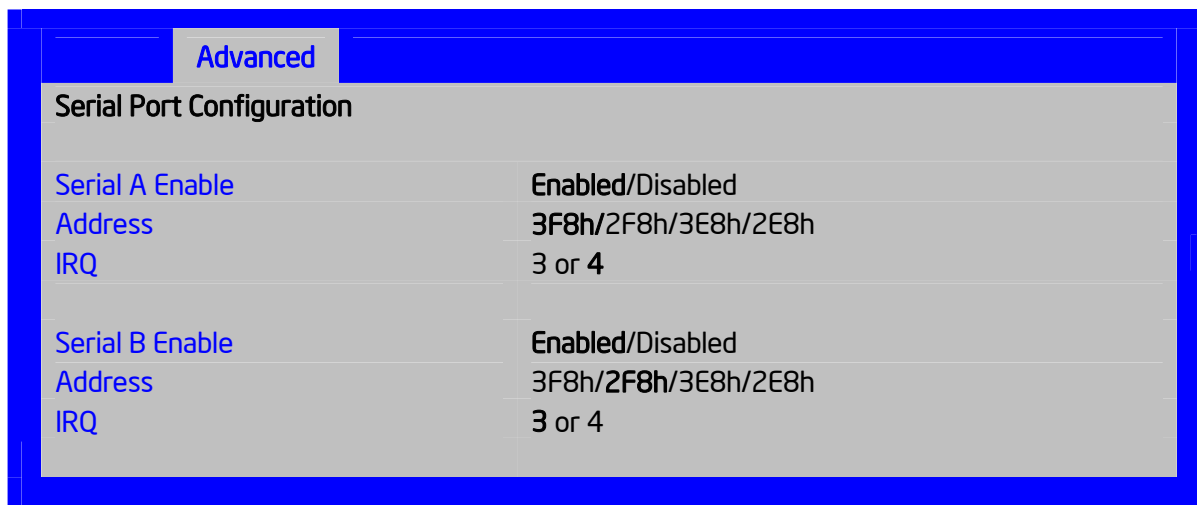 Advanced
Serial Port Configuration
Serial A Enable Enabled/Disabled
Address 3F8h/2F8h/3E8h/2E8h
IRQ 3 or 4
Serial B Enable Enabled/Disabled
Address 3F8h/2F8h/3E8h/2E8h
IRQ 3 or 4